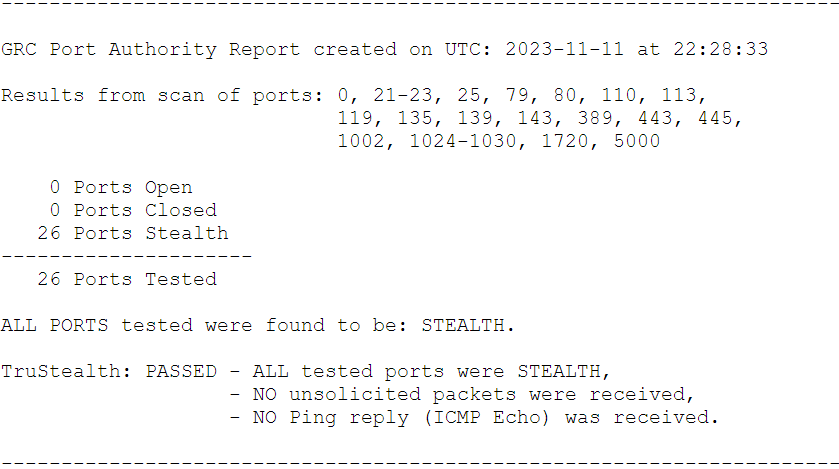 ----------------------------------------------------------------------
GRC Port Authority Report created on UTC: 2023-11-11 at 22:28:33
Results from scan of ports: 0, 21-23, 25, 79, 80, 110, 113,
                            119, 135, 139, 143, 389, 443, 445,
                            1002, 1024-1030, 1720, 5000
    0 Ports Open
    0 Ports Closed
   26 Ports Stealth
---------------------
   26 Ports Tested
ALL PORTS tested were found to be: STEALTH.
TruStealth: PASSED - ALL tested ports were STEALTH,
                   - NO unsolicited packets were received,
                   - NO Ping reply (ICMP Echo) was received.
----------------------------------------------------------------------